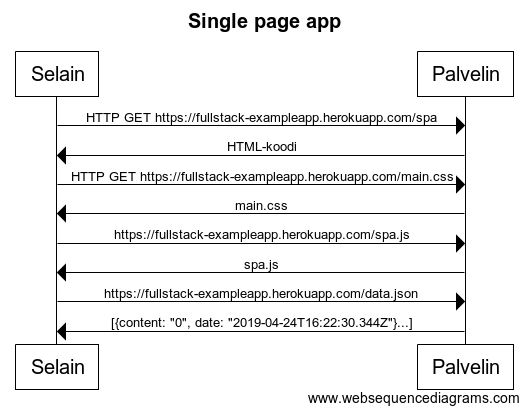 Single page app
Selain Palvelin
HTTP GET https://fullstack-exampleapp.herokuapp.com/spa
HTML-koodi
HTTP GET https://fullstack-exampleapp.herokuapp.com/main.css
main.css
https://fullstack-exampleapp.herokuapp.com/spa.js
spa.js
https://fullstack-exampleapp.herokuapp.com/data.json
[{content: "0", date: "2019-04-24T16:22:30.344Z"}...]
Selain Palvelin
www.websequencediagrams.com